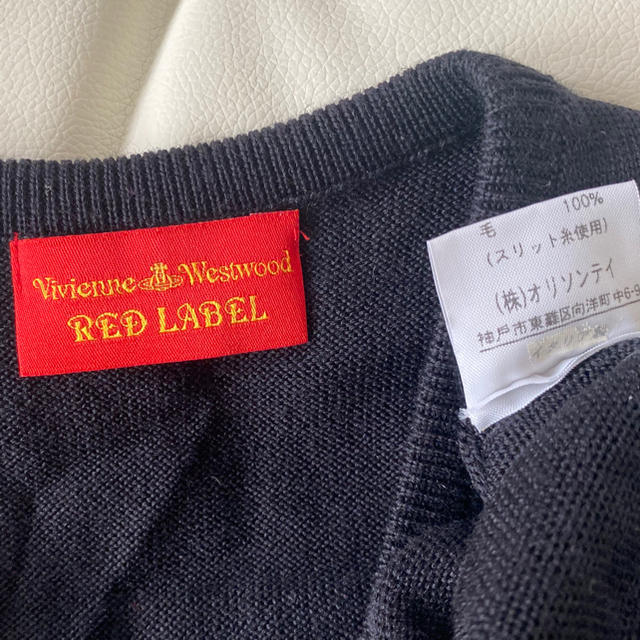 Vivienne Westwood
RED LABEL
毛 100%
(スリット糸使用)
(株)オリゾンティ
神戸市東灘区向洋町中6-9